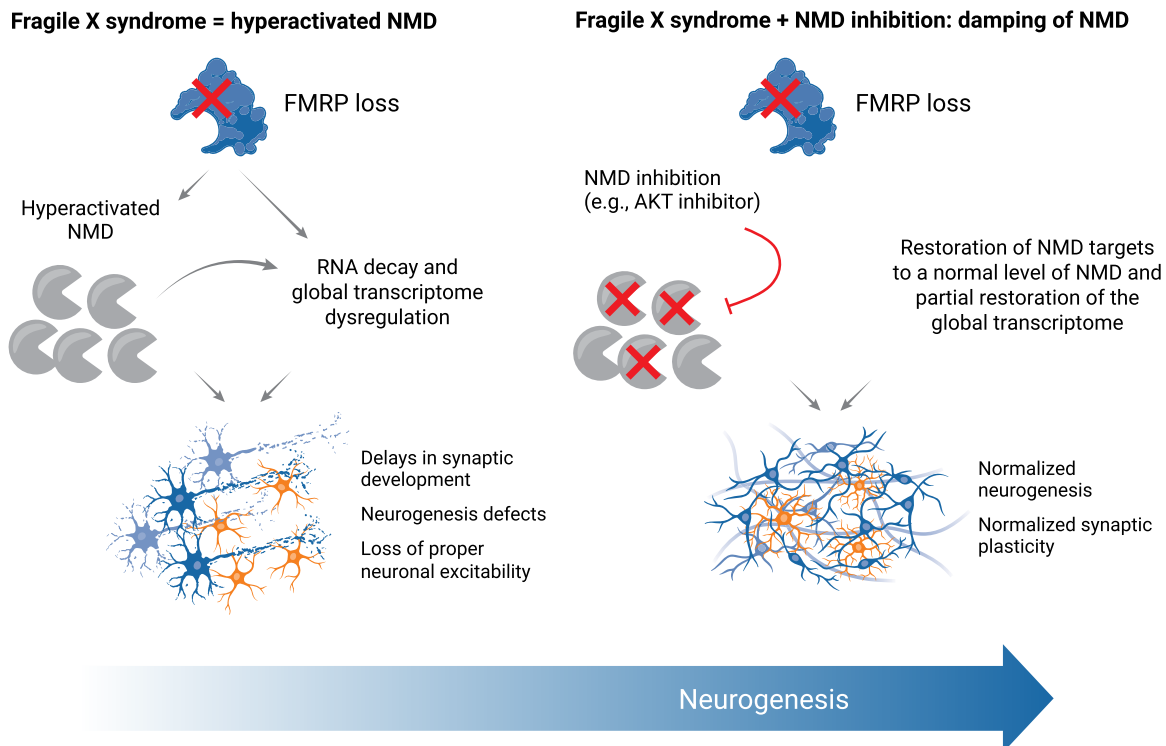 Fragile X syndrome = hyperactivated NMD
FMRP loss
Hyperactivated
NMD
RNA decay and
global transcriptome
dysregulation
Delays in synaptic
development
Neurogenesis defects
Loss of proper
neuronal excitability
Fragile X syndrome + NMD inhibition: damping of NMD
FMRP loss
NMD inhibition
(e.g., AKT inhibitor)
Restoration of NMD targets
to a normal level of NMD and
partial restoration of the
global transcriptome
Normalized
neurogenesis
Normalized synaptic
plasticity
Neurogenesis